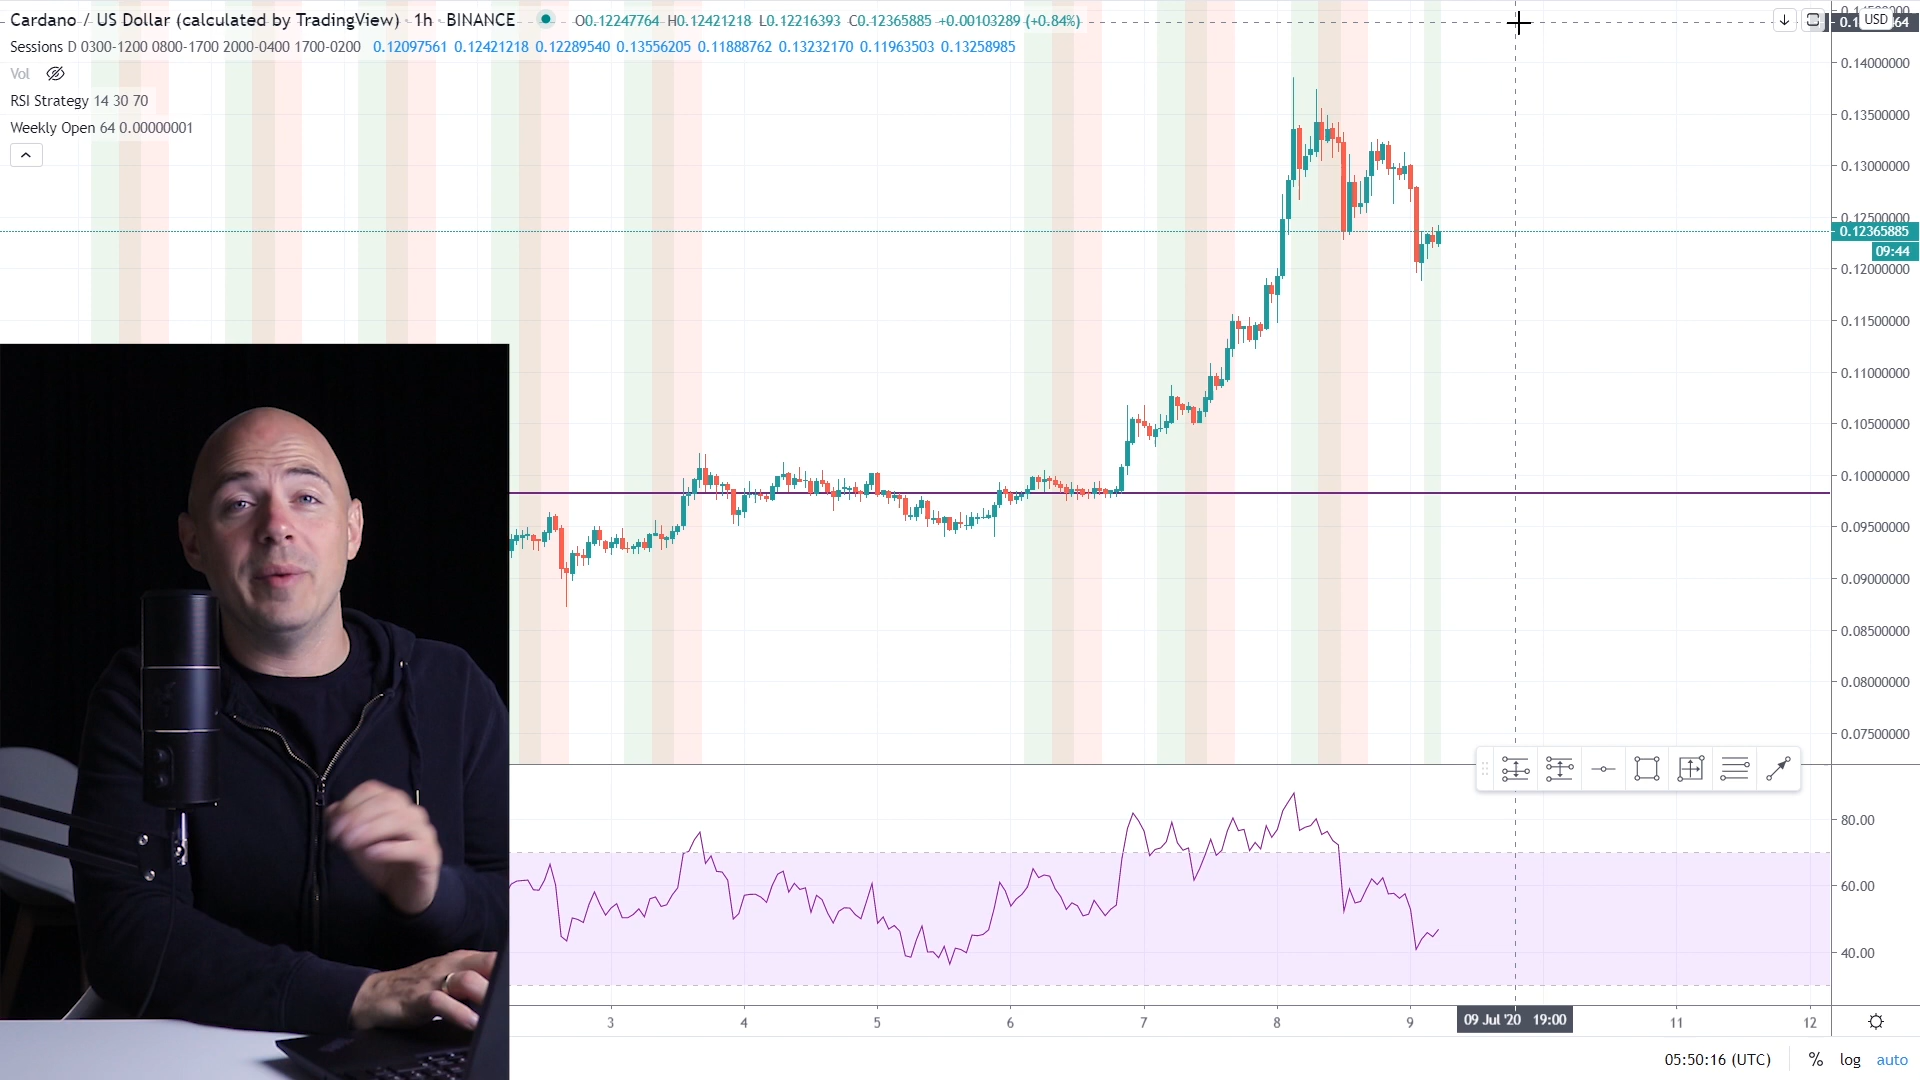 Cardano / US Dollar (calculated by TradingView) · 1h · BINANCE O0.12247764 H0.12421218 L0.12216393 C0.12365885 +0.00103289 (+0.84%)
USD
Sessions D 0300-1200 0800-1700 2000-0400 1700-0200 0.12097561 0.12421218 0.12289540 0.13556205 0.11888762 0.13232170 0.11963503 0.13258985
Vol
RSI Strategy 14 30 70
Weekly Open 64 0.00000001
0.14000000
0.13500000
0.13000000
0.12500000
0.12365885
09:44
0.12000000
0.11500000
0.11000000
0.10500000
0.10000000
0.09500000
0.09000000
0.08500000
0.08000000
0.07500000
80.00
60.00
40.00
3 4 5 6 7 8 9 09 Jul '20 19:00 11 12
05:50:16 (UTC) % log auto